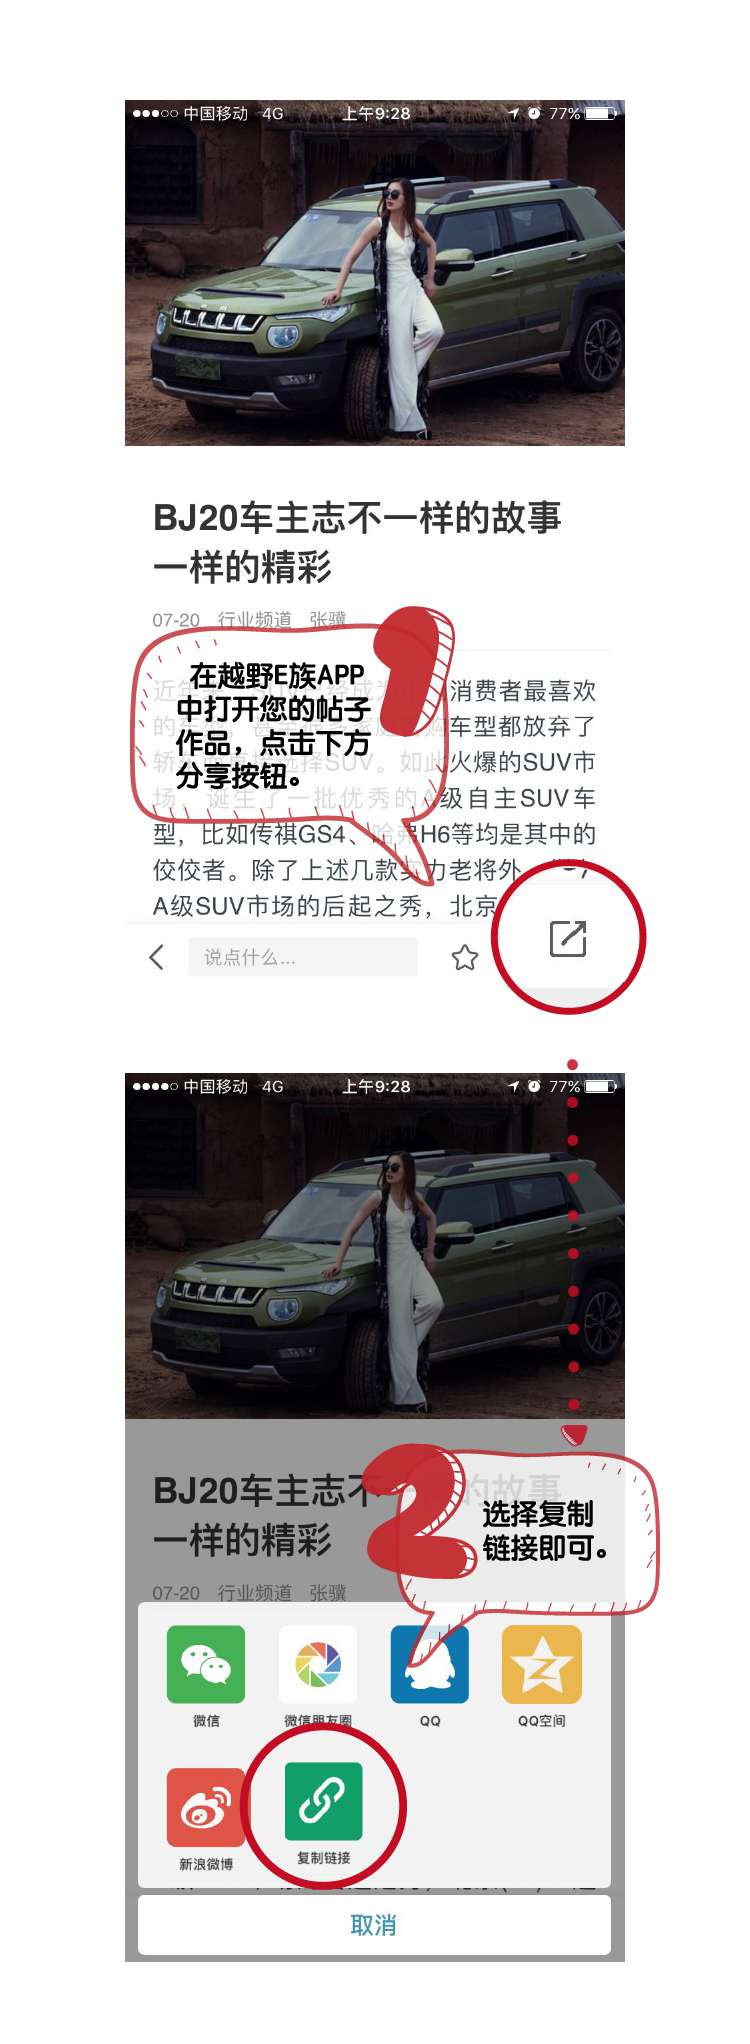 中国移动 4G 上午9:28 77%
BJ20车主志不一样的故事
一样的精彩
07-20 行业频道 张骥
1
在越野E族APP
中打开您的帖子
作品，点击下方
分享按钮。
消费者最喜欢
车型都放弃了
选择SUV。如此火爆的SUV市
场，诞生了一批优秀的A级自主SUV车
型，比如传祺GS4、哈弗H6等均是其中的
佼佼者。除了上述几款实力老将外，
A级SUV市场的后起之秀，北京
说点什么...
中国移动 4G 上午9:28 77%
BJ20车主志不一样的故事
一样的精彩
07-20 行业频道 张骥
2
选择复制
链接即可。
微信 微信朋友圈 QQ QQ空间
新浪微博 复制链接
取消